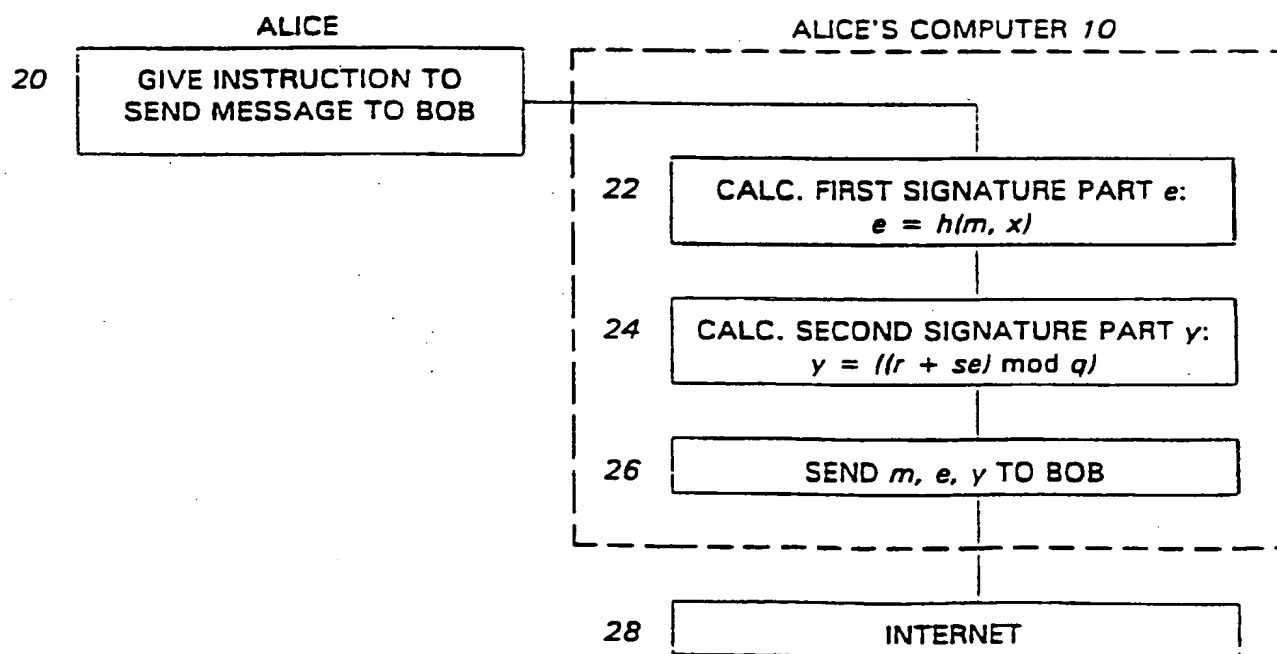 ALICE
ALICE'S COMPUTER 10
20
GIVE INSTRUCTION TO
SEND MESSAGE TO BOB
22
CALC. FIRST SIGNATURE PART e:
e = h(m, x)
24
CALC. SECOND SIGNATURE PART y:
y = ((r + se) mod q)
26
SEND m, e, y TO BOB
28
INTERNET